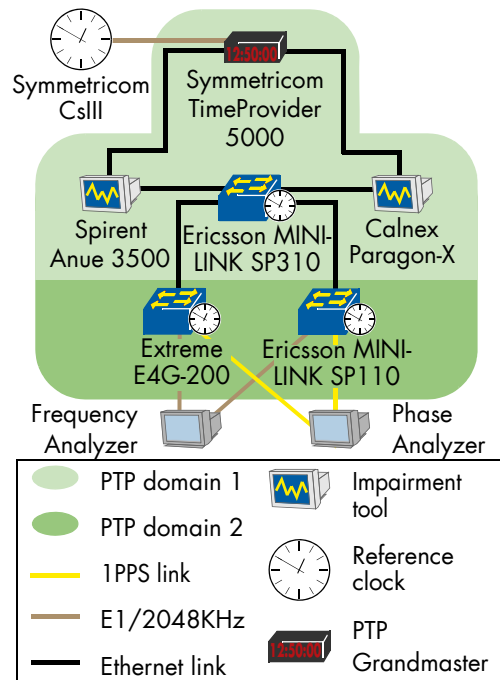 12:50:00
Symmetricom
CsIII
Symmetricom
TimeProvider
5000
Spirent
Anue 3500
Ericsson MINI-
LINK SP310
Calnex
Paragon-X
Extreme
E4G-200
Ericsson MINI-
LINK SP110
Frequency
Analyzer
Phase
Analyzer
PTP domain 1
PTP domain 2
1PPS link
E1/2048KHz
Ethernet link
Impairment
tool
Reference
clock
12:50:00
PTP
Grandmaster